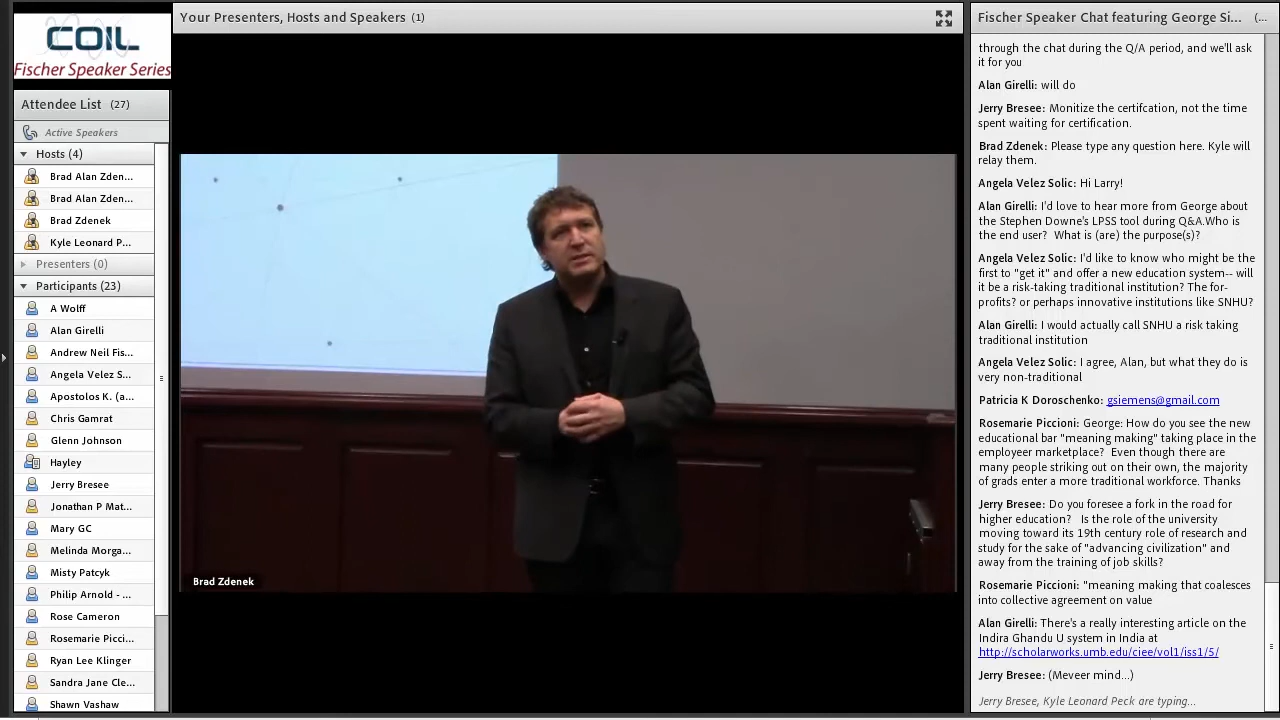 COIL
Fischer Speaker Series
Attendee List (27)
Active Speakers
Hosts (4)
Brad Alan Zden...
Brad Alan Zden...
Brad Zdenek
Kyle Leonard P...
Presenters (0)
Participants (23)
A Wolff
Alan Girelli
Andrew Neil Fis...
Angela Velez S...
Apostolos K. (a...
Chris Gamrat
Glenn Johnson
Hayley
Jerry Bresee
Jonathan P Mat...
Mary GC
Melinda Morga...
Misty Patcyk
Philip Arnold - ...
Rose Cameron
Rosemarie Picci...
Ryan Lee Klinger
Sandra Jane Cle...
Shawn Vashaw
Your Presenters, Hosts and Speakers (1)
Brad Zdenek
Fischer Speaker Chat featuring George Si... (...
through the chat during the Q/A period, and we'll ask
it for you
Alan Girelli: will do
Jerry Bresee: Monitize the certifcation, not the time
spent waiting for certification.
Brad Zdenek: Please type any question here. Kyle will
relay them.
Angela Velez Solic: Hi Larry!
Alan Girelli: I'd love to hear more from George about
the Stephen Downe's LPSS tool during Q&A.Who is
the end user? What is (are) the purpose(s)?
Angela Velez Solic: I'd like to know who might be the
first to "get it" and offer a new education system-- will
it be a risk-taking traditional institution? The for-
profits? or perhaps innovative institutions like SNHU?
Alan Girelli: I would actually call SNHU a risk taking
traditional institution
Angela Velez Solic: I agree, Alan, but what they do is
very non-traditional
Patricia K Doroschenko: gsiemens@gmail.com
Rosemarie Piccioni: George: How do you see the new
educational bar "meaning making" taking place in the
employeer marketplace? Even though there are
many people striking out on their own, the majority
of grads enter a more traditional workforce. Thanks
Jerry Bresee: Do you foresee a fork in the road for
higher education? Is the role of the university
moving toward its 19th century role of research and
study for the sake of "advancing civilization" and
away from the training of job skills?
Rosemarie Piccioni: "meaning making that coalesces
into collective agreement on value
Alan Girelli: There's a really interesting article on the
Indira Ghandu U system in India at
http://scholarworks.umb.edu/ciee/vol1/iss1/5/
Jerry Bresee: (Meveer mind...)
Jerry Bresee, Kyle Leonard Peck are typing...